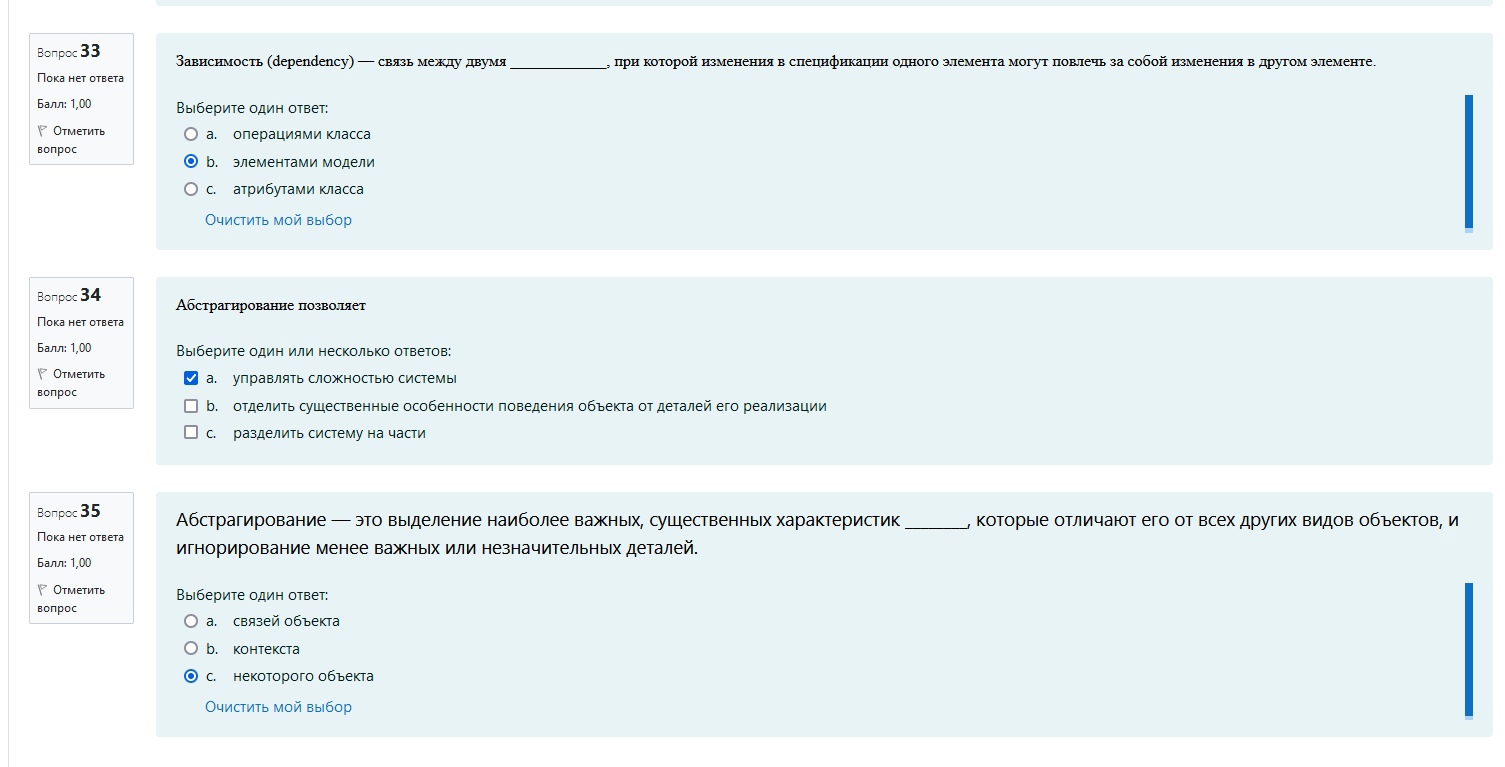 Вопрос 33
Пока нет ответа
Балл: 1,00
Отметить
вопрос
Зависимость (dependency) — связь между двумя _____________, при которой изменения в спецификации одного элемента могут повлечь за собой изменения в другом элементе.
Выберите один ответ:
a. операциями класса
b. элементами модели
c. атрибутами класса
Очистить мой выбор
Вопрос 34
Пока нет ответа
Балл: 1,00
Отметить
вопрос
Абстрагирование позволяет
Выберите один или несколько ответов:
a. управлять сложностью системы
b. отделить существенные особенности поведения объекта от деталей его реализации
c. разделить систему на части
Вопрос 35
Пока нет ответа
Балл: 1,00
Отметить
вопрос
Абстрагирование — это выделение наиболее важных, существенных характеристик _______, которые отличают его от всех других видов объектов, и
игнорирование менее важных или незначительных деталей.
Выберите один ответ:
a. связей объекта
b. контекста
c. некоторого объекта
Очистить мой выбор